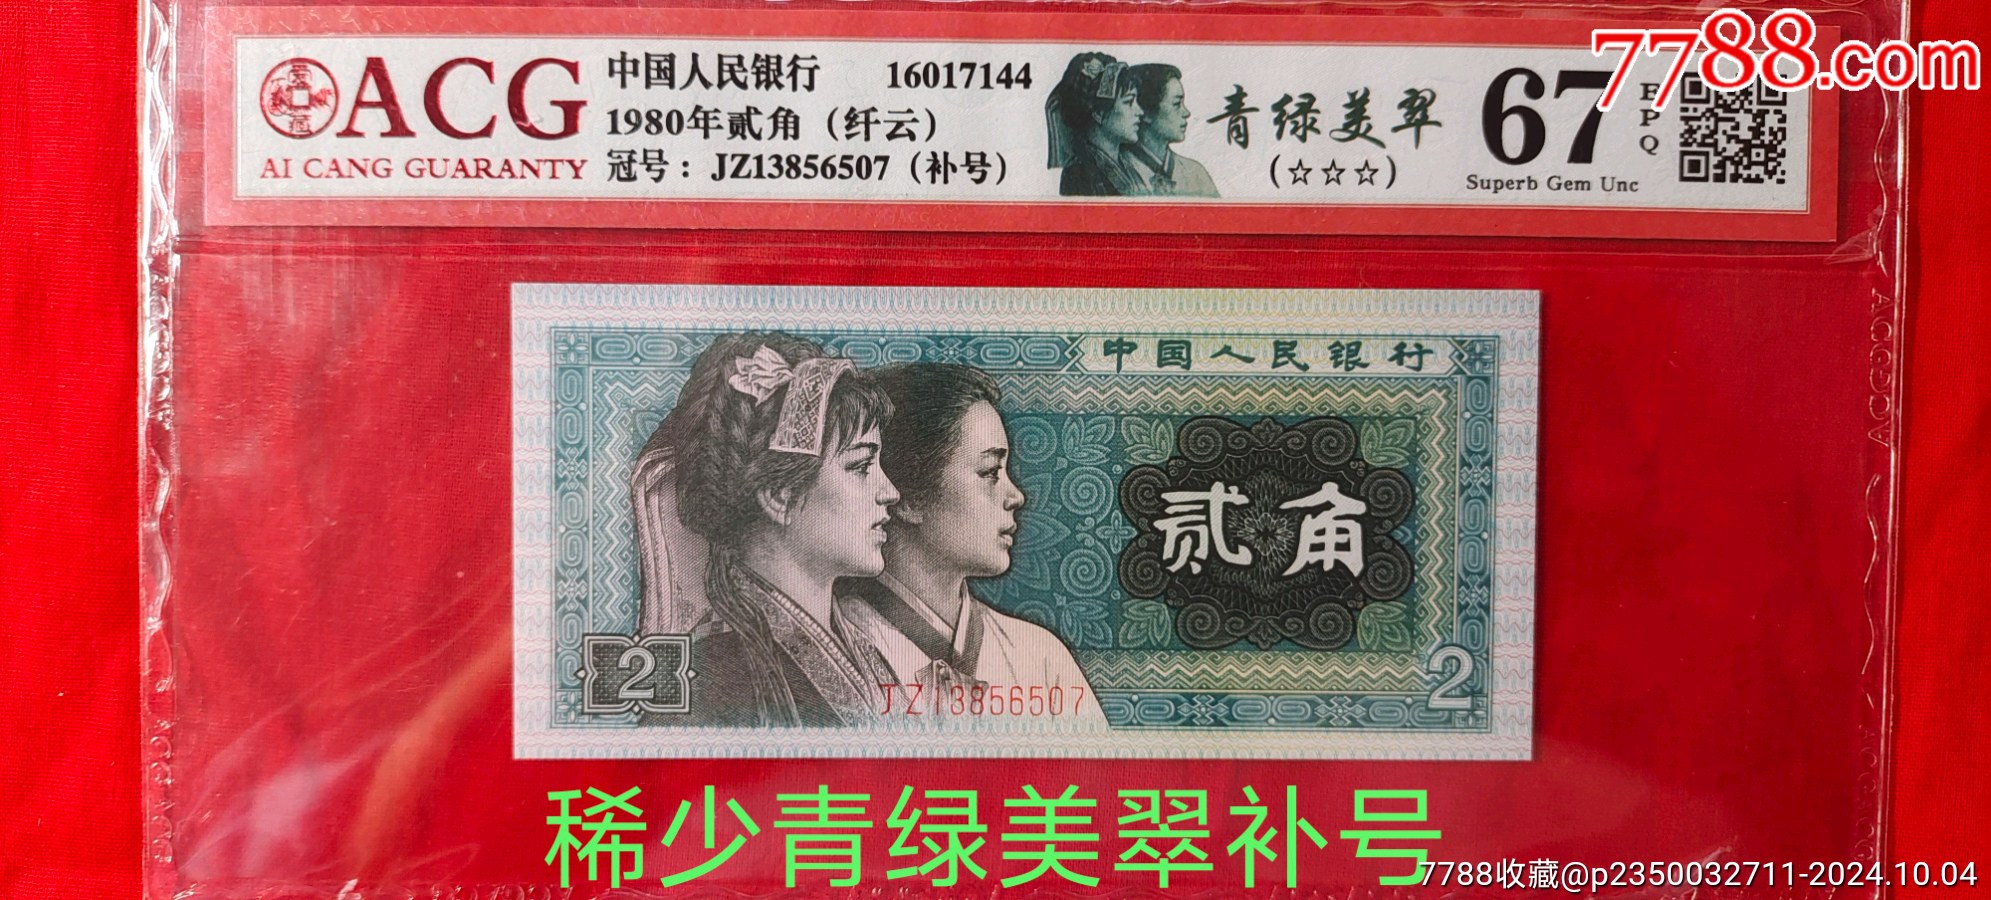 7788.com
ACG
AI CANG GUARANTY
中国人民银行 16017144
1980年贰角（纤云）
冠号：JZ13856507（补号）
青绿美翠
(☆☆☆)
67
EPQ
Superb Gem Unc
中国人民银行
贰角
2
2
JZ13856507
稀少青绿美翠补号
7788收藏@p2350032711-2024.10.04